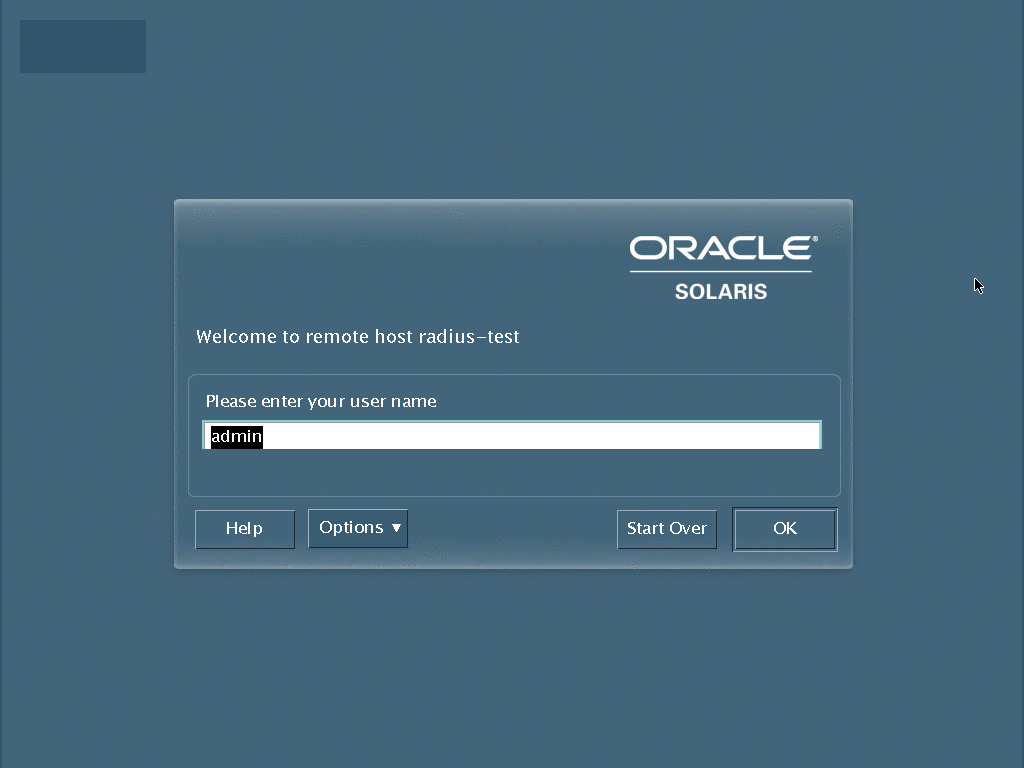 ORACLE®
SOLARIS
Welcome to remote host radius-test
Please enter your user name
admin
Help
Options ▼
Start Over
OK